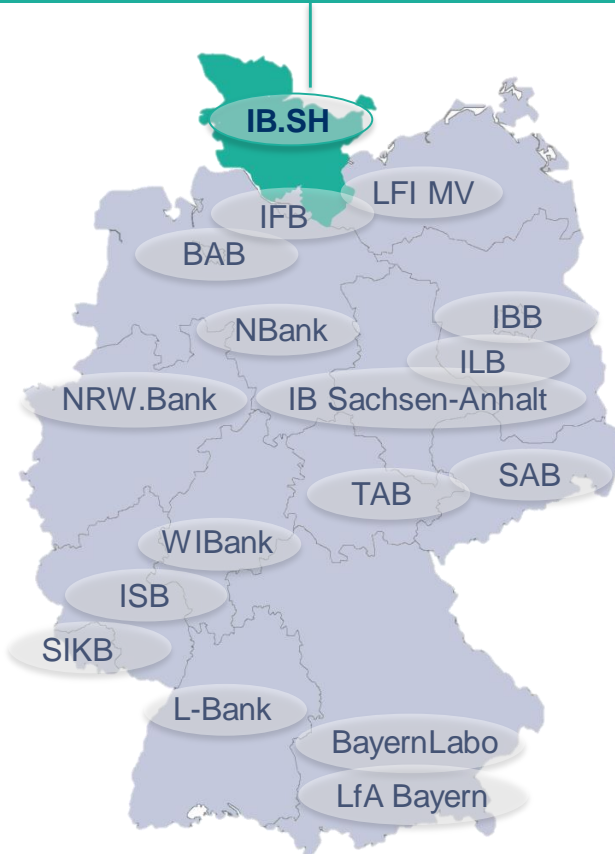 IB.SH
LFI MV
IFB
BAB
IBB
NBank
ILB
NRW.Bank
IB Sachsen-Anhalt
SAB
TAB
WIBank
ISB
SIKB
L-Bank
BayernLabo
LfA Bayern